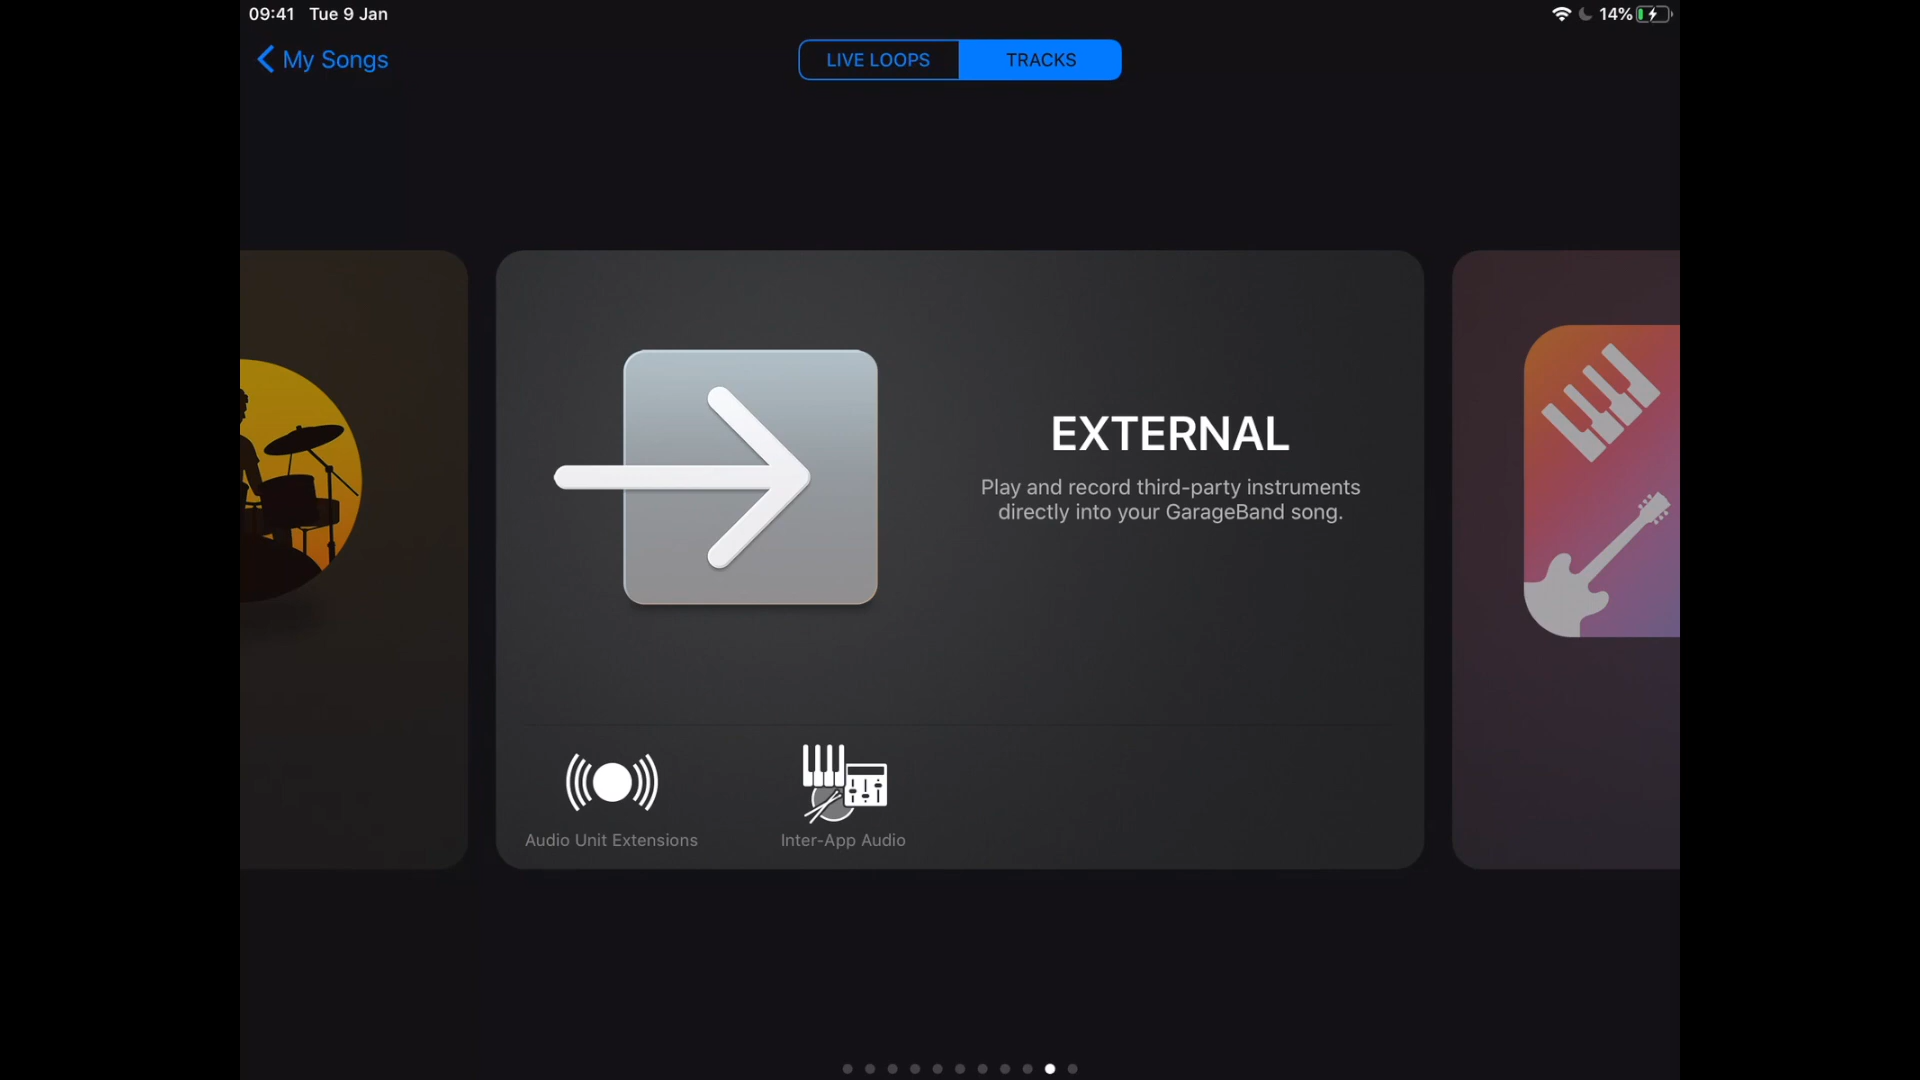 09:41 Tue 9 Jan
14%
My Songs
LIVE LOOPS
TRACKS
EXTERNAL
Play and record third-party instruments
directly into your GarageBand song.
Audio Unit Extensions
Inter-App Audio